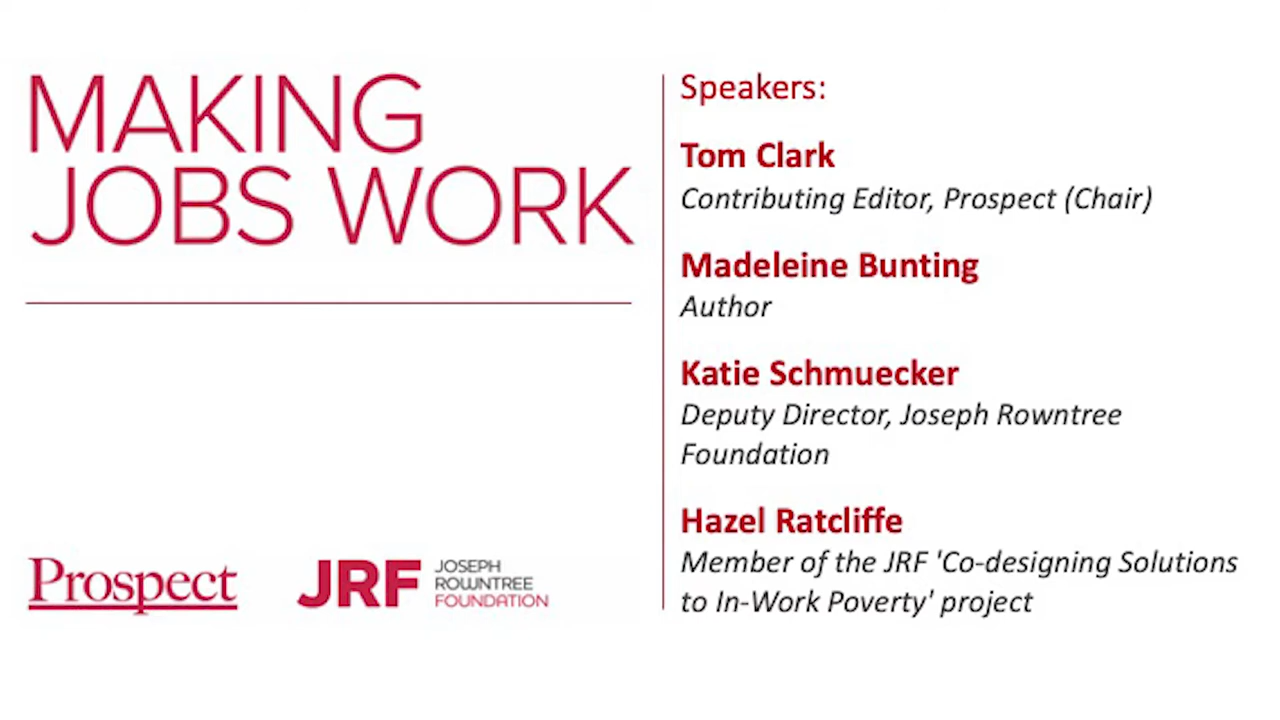 MAKING
JOBS WORK
Prospect
JRF
JOSEPH
ROWNTREE
FOUNDATION
Speakers:
Tom Clark
Contributing Editor, Prospect (Chair)
Madeleine Bunting
Author
Katie Schmuecker
Deputy Director, Joseph Rowntree
Foundation
Hazel Ratcliffe
Member of the JRF 'Co-designing Solutions
to In-Work Poverty' project